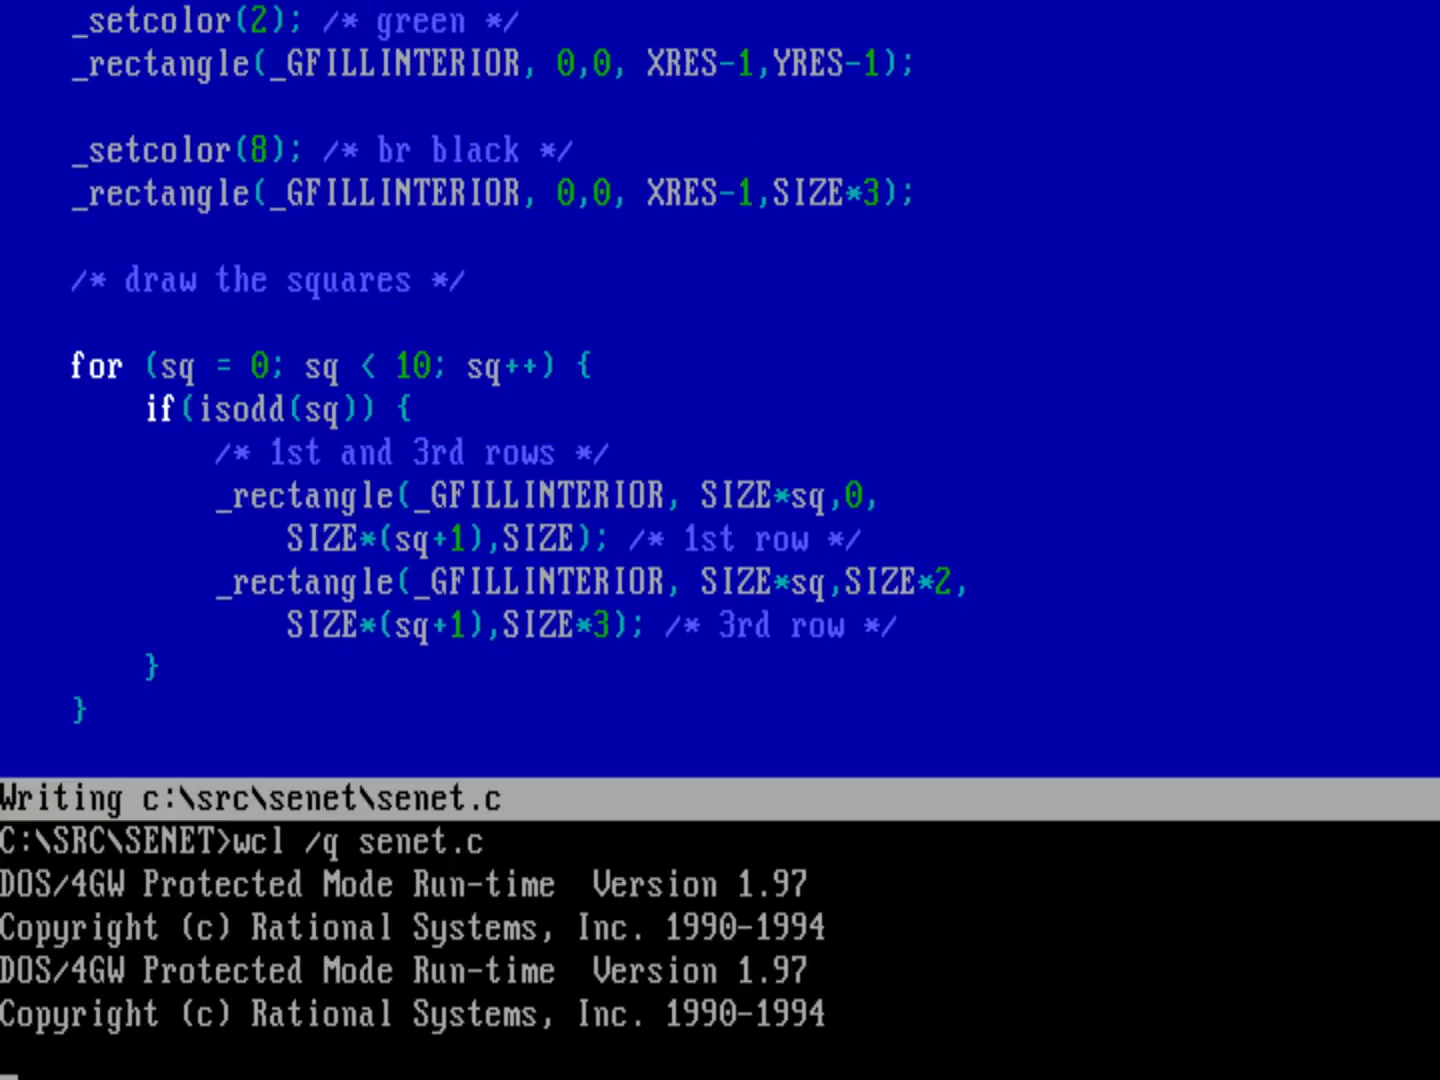 _setcolor(2); /* green */
_rectangle(_GFILLINTERIOR, 0,0, XRES-1,YRES-1);
_setcolor(8); /* br black */
_rectangle(_GFILLINTERIOR, 0,0, XRES-1,SIZE*3);
/* draw the squares */
for (sq = 0; sq < 10; sq++) {
if(isodd(sq)) {
/* 1st and 3rd rows */
_rectangle(_GFILLINTERIOR, SIZE*sq,0,
SIZE*(sq+1),SIZE); /* 1st row */
_rectangle(_GFILLINTERIOR, SIZE*sq,SIZE*2,
SIZE*(sq+1),SIZE*3); /* 3rd row */
}
}
Writing c:\src\senet\senet.c
C:\SRC\SENET>wcl /q senet.c
DOS/4GW Protected Mode Run-time  Version 1.97
Copyright (c) Rational Systems, Inc. 1990-1994
DOS/4GW Protected Mode Run-time  Version 1.97
Copyright (c) Rational Systems, Inc. 1990-1994